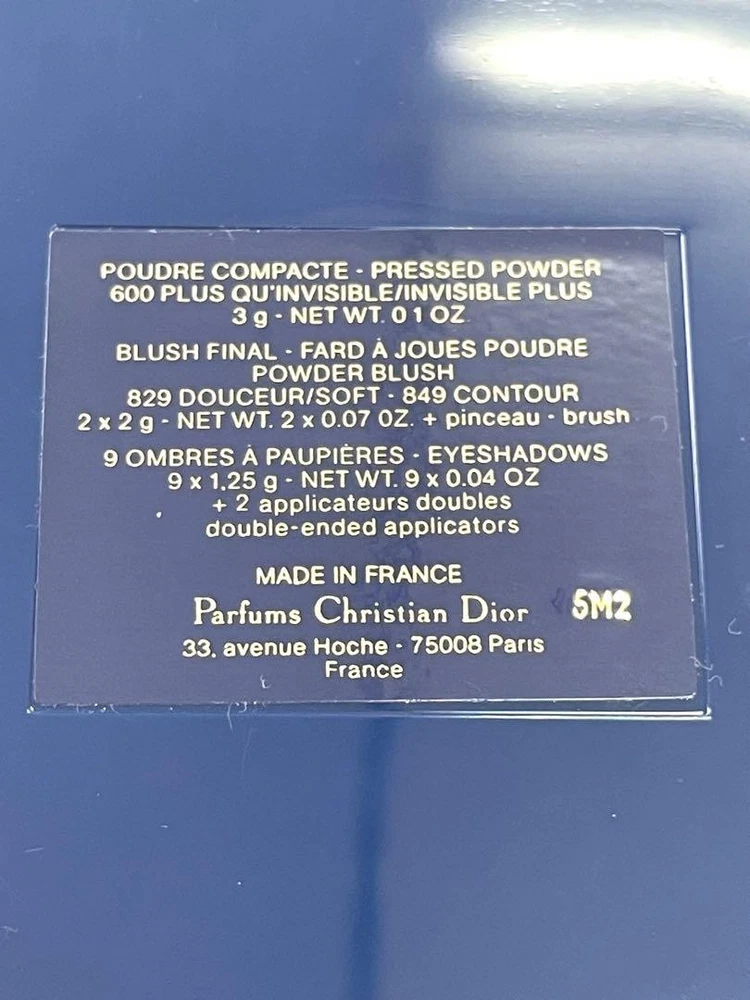 POUDRE COMPACTE - PRESSED POWDER
600 PLUS QU'INVISIBLE/INVISIBLE PLUS
3 g - NET WT. 0 1 OZ
BLUSH FINAL - FARD À JOUES POUDRE
POWDER BLUSH
829 DOUCEUR/SOFT - 849 CONTOUR
2 x 2 g - NET WT. 2 x 0.07 OZ. + pinceau - brush
9 OMBRES À PAUPIÈRES - EYESHADOWS
9 x 1,25 g - NET WT. 9 x 0.04 OZ
+ 2 applicateurs doubles
double-ended applicators
MADE IN FRANCE
Parfums Christian Dior 5M2
33, avenue Hoche - 75008 Paris
France